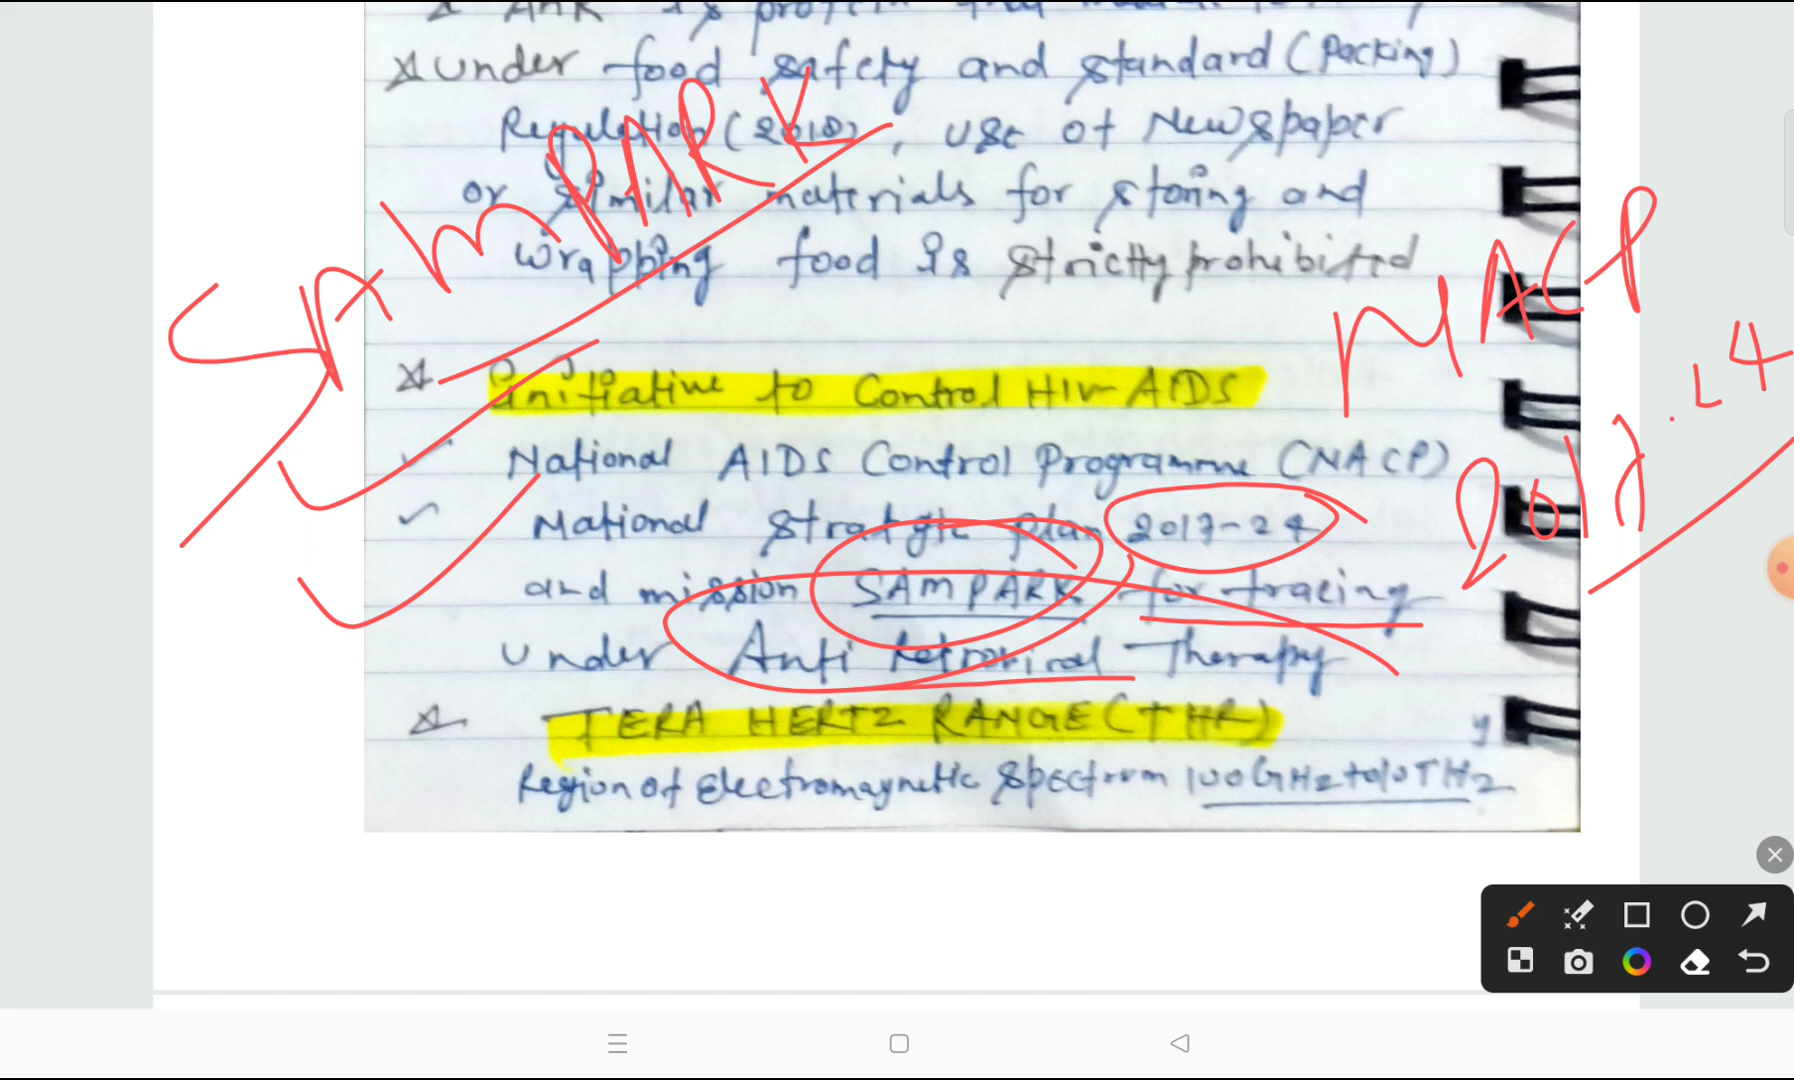 is protein
under food safety and standard (Packing)
Regulation (2018), use of Newspaper
or similar materials for storing and
wrapping food is strictly prohibited
SAMPARK
NACP
2017.24
initiative to Control HIV-AIDS
National AIDS Control Programme (NACP)
National Strategic plan 2017-24
and mission SAMPARK for tracing
under Anti Retroviral Therapy
TERA HERTZ RANGE (THR)
Region of Electromagnetic Spectrum 100GHz to 10THz